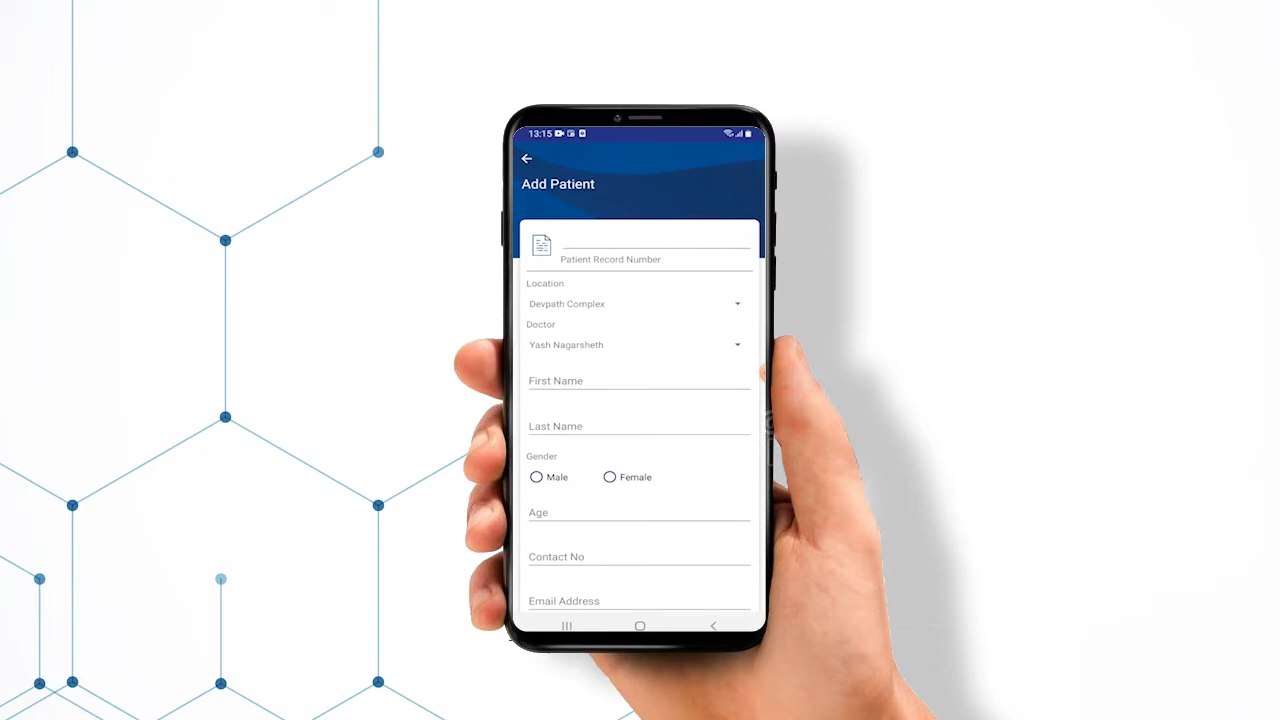 13:15
Add Patient
Patient Record Number
Location
Devpath Complex
Doctor
Yash Nagarsheth
First Name
Last Name
Gender
Male Female
Age
Contact No
Email Address